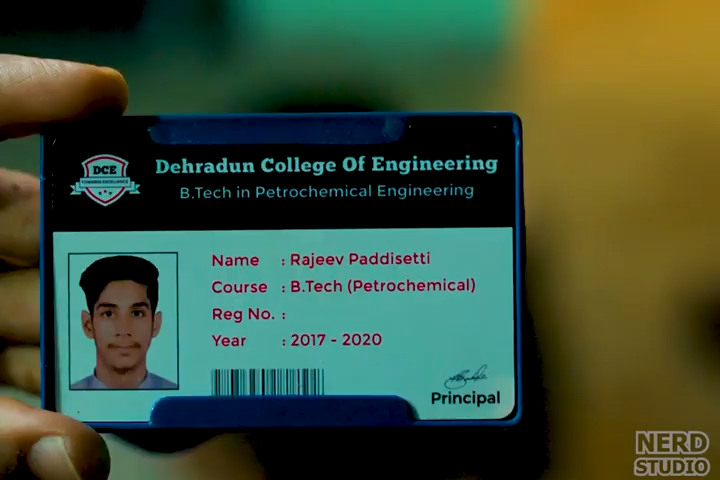 DCE
Dehradun College Of Engineering
B.Tech in Petrochemical Engineering
Name : Rajeev Paddisetti
Course : B.Tech (Petrochemical)
Reg No. :
Year : 2017 - 2020
Principal
NERD
STUDIO